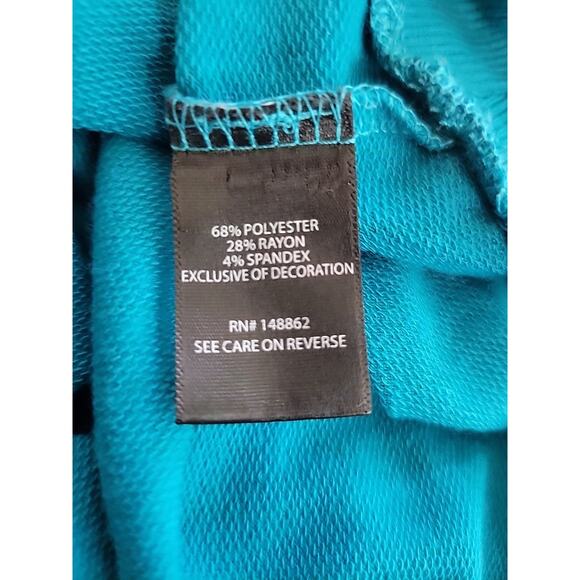 68% POLYESTER
28% RAYON
4% SPANDEX
EXCLUSIVE OF DECORATION
RN# 148862
SEE CARE ON REVERSE